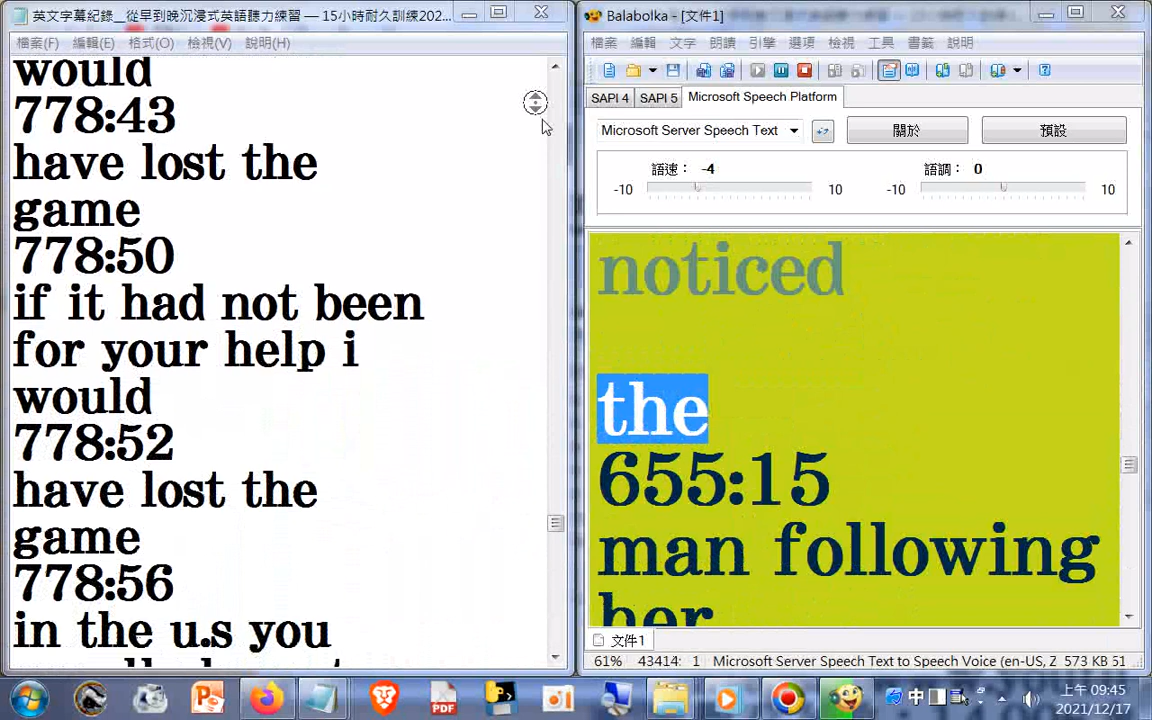 英文字幕紀錄__從早到晚沉浸式英語聽力練習 — 15小時耐久訓練202...
檔案(F) 編輯(E) 格式(O) 檢視(V) 說明(H)
would
778:43
have lost the
game
778:50
if it had not been
for your help i
would
778:52
have lost the
game
778:56
in the u.s you
Balabolka - [文件1]
檔案 編輯 文字 朗讀 引擎 選項 檢視 工具 書籤 說明
SAPI 4 SAPI 5 Microsoft Speech Platform
Microsoft Server Speech Text 關於 預設
語速： -4 語調： 0
-10 10 -10 10
noticed
the
655:15
man following
her
文件1
61% 43414: 1 Microsoft Server Speech Text to Speech Voice (en-US, Z 573 KB 51
中 上午 09:45
2021/12/17